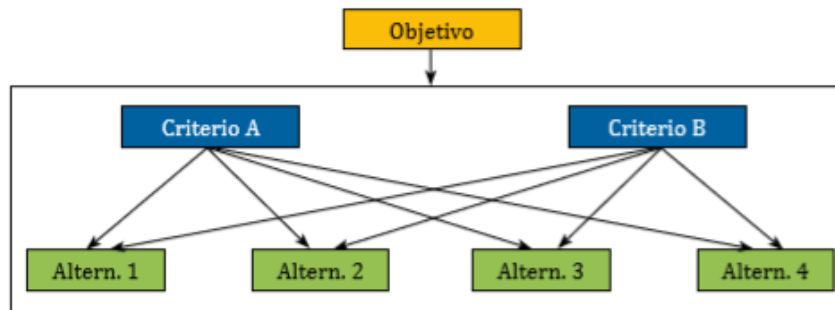 Objetivo
Criterio A
Criterio B
Altern. 1
Altern. 2
Altern. 3
Altern. 4